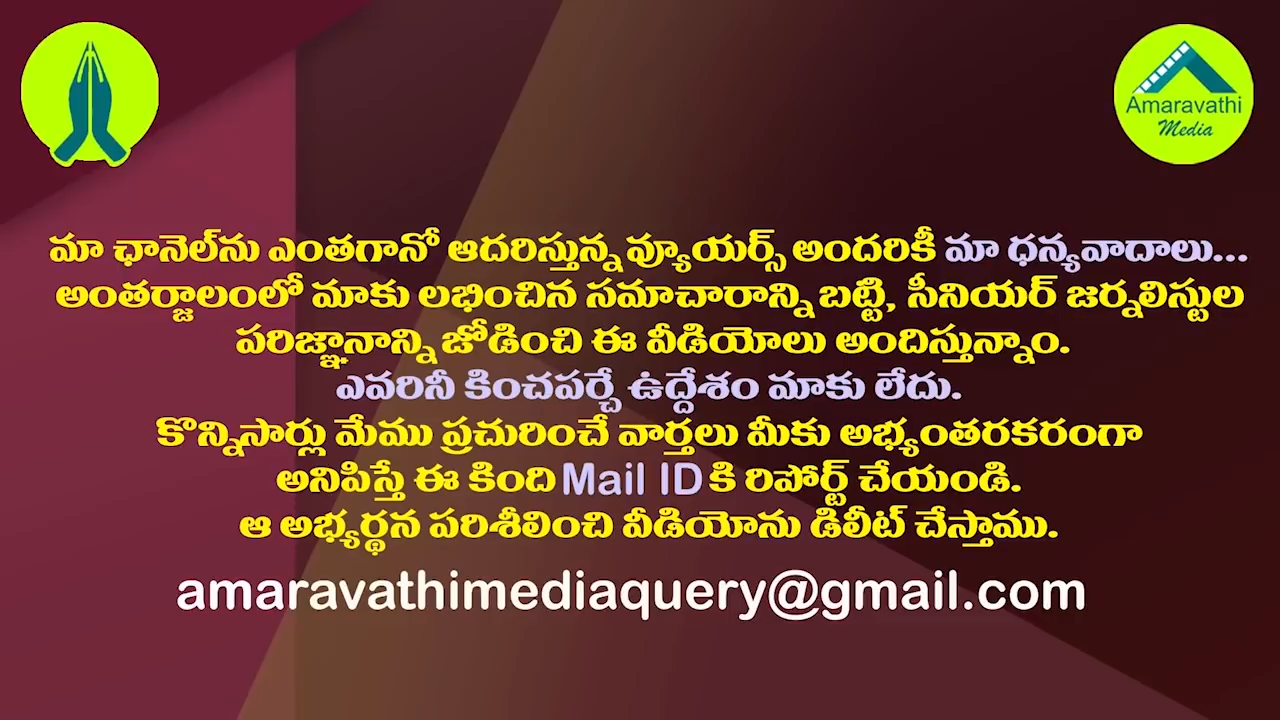 Amaravathi
Media
మా ఛానెల్‌ను ఎంతగానో ఆదరిస్తున్న వ్యూయర్స్ అందరికీ మా ధన్యవాదాలు...
అంతర్జాలంలో మాకు లభించిన సమాచారాన్ని బట్టి, సీనియర్ జర్నలిస్టుల
పరిజ్ఞానాన్ని జోడించి ఈ వీడియోలు అందిస్తున్నాం.
ఎవరినీ కించపర్చే ఉద్దేశం మాకు లేదు.
కొన్నిసార్లు మేము ప్రచురించే వార్తలు మీకు అభ్యంతరకరంగా
అనిపిస్తే ఈ కింది Mail ID కి రిపోర్ట్ చేయండి.
ఆ అభ్యర్థన పరిశీలించి వీడియోను డిలీట్ చేస్తాము.
amaravathimediaquery@gmail.com